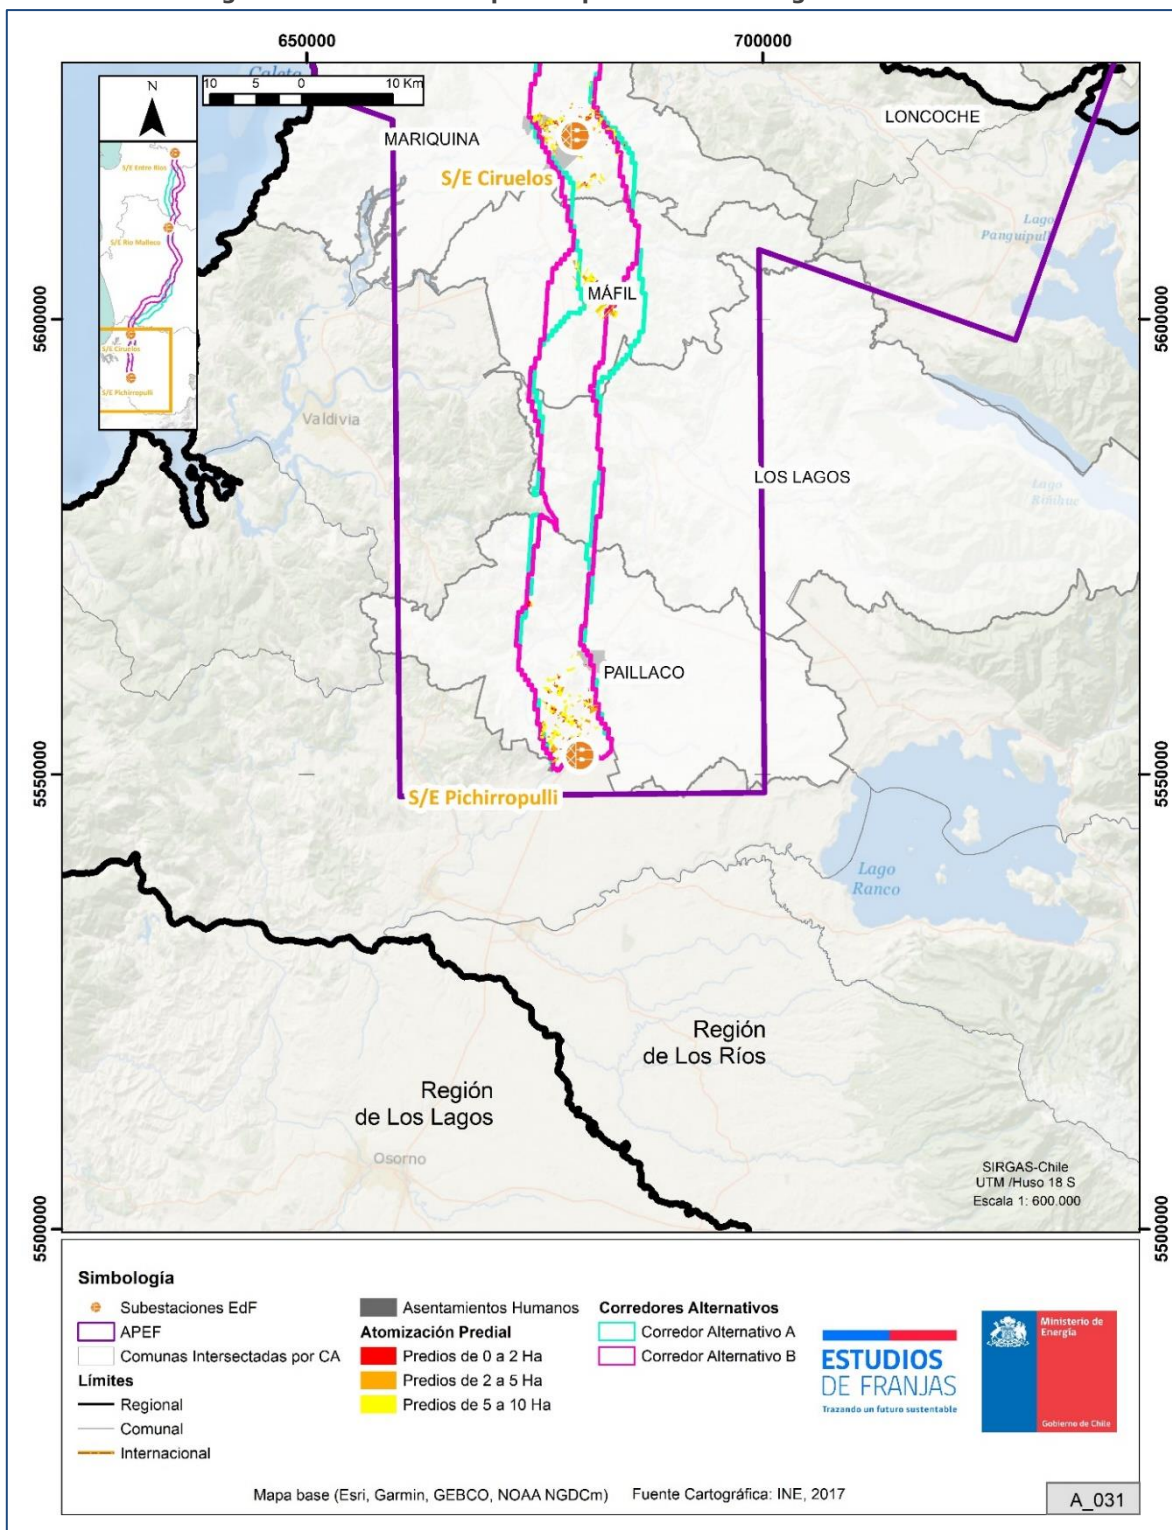 650000
700000
10
5
0
10 Km
Caleta
N
MARIQUINA
LONCOCHE
S/E Ciruelos
S/E Entre Ríos
S/E Río Malleco
S/E Ciruelos
S/E Pichirropulli
Lago
Panguipulli
MÁFIL
5600000
5600000
Valdivia
LOS LAGOS
Lago
Riñihue
PAILLACO
5550000
5550000
S/E Pichirropulli
Lago
Ranco
Región
de Los Ríos
Región
de Los Lagos
Osorno
SIRGAS-Chile
UTM /Huso 18 S
Escala 1: 600.000
5500000
5500000
Simbología
Subestaciones EdF
APEF
Comunas Intersectadas por CA
Límites
Regional
Comunal
Internacional
Asentamientos Humanos
Atomización Predial
Predios de 0 a 2 Ha
Predios de 2 a 5 Ha
Predios de 5 a 10 Ha
Corredores Alternativos
Corredor Alternativo A
Corredor Alternativo B
ESTUDIOS
DE FRANJAS
Trazando un futuro sustentable
Ministerio de
Energía
Gobierno de Chile
Mapa base (Esri, Garmin, GEBCO, NOAA NGDCm) Fuente Cartográfica: INE, 2017
A_031